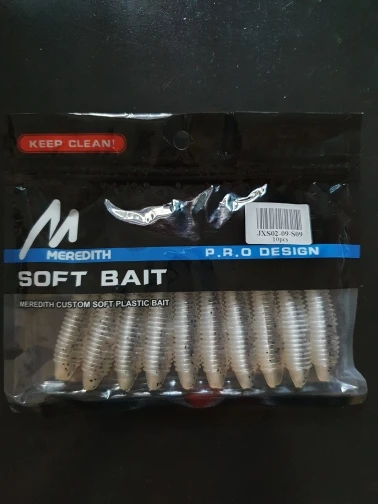 KEEP CLEAN!
JXS02-09-S09
10pcs
M
MEREDITH
P.R.O DESIGN
SOFT BAIT
MEREDITH CUSTOM SOFT PLASTIC BAIT